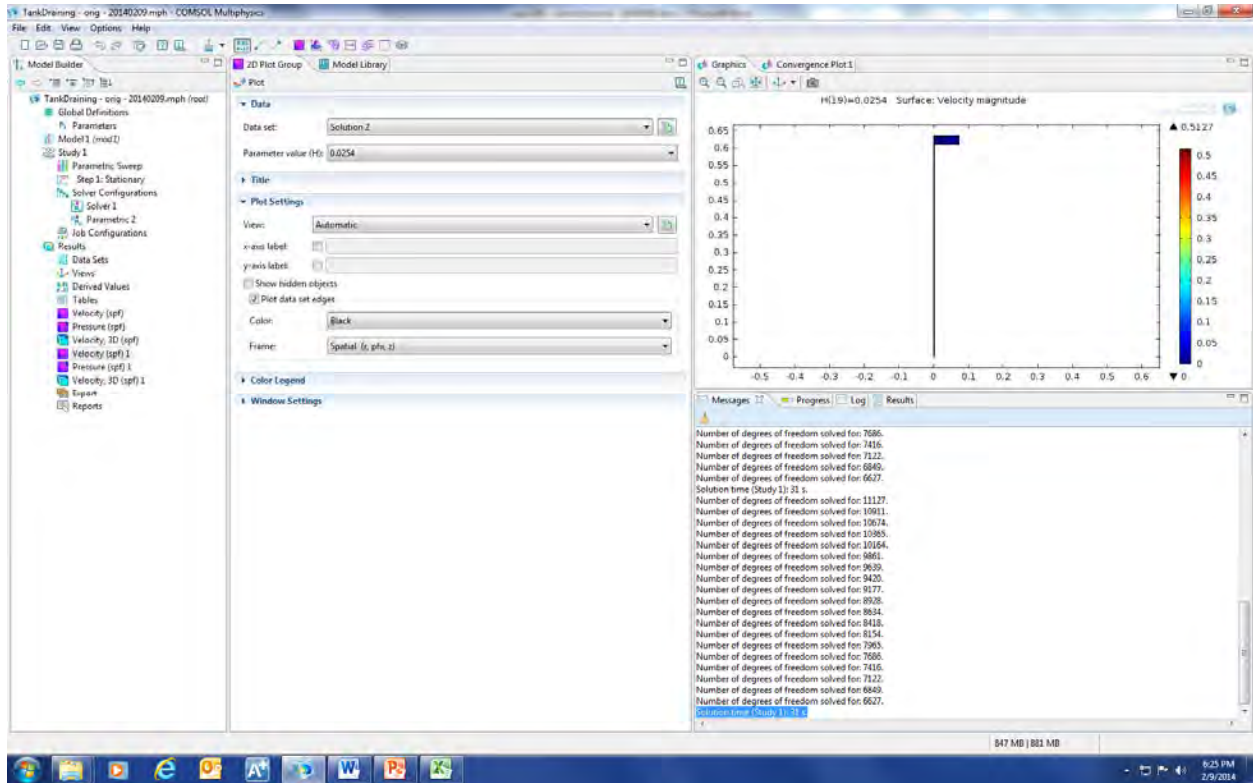 TankDraining - orig - 20140209.mph - COMSOL Multiphysics
File Edit View Options Help
Model Builder
TankDraining - orig - 20140209.mph (root)
Global Definitions
Parameters
Model 1 (mod1)
Study 1
Parametric Sweep
Step 1: Stationary
Solver Configurations
Solver 1
Parametric 2
Job Configurations
Results
Data Sets
Views
Derived Values
Tables
Velocity (spf)
Pressure (spf)
Velocity, 3D (spf)
Velocity (spf) 1
Pressure (spf) 1
Velocity, 3D (spf) 1
Export
Reports
2D Plot Group Model Library
Plot
Data
Data set: Solution 2
Parameter value (H): 0.0254
Title
Plot Settings
View: Automatic
x-axis label:
y-axis label:
Show hidden objects
Plot data set edges
Color: Black
Frame: Spatial (r, phi, z)
Color Legend
Window Settings
Graphics Convergence Plot 1
H(19)=0.0254 Surface: Velocity magnitude
0.65
0.6
0.55
0.5
0.45
0.4
0.35
0.3
0.25
0.2
0.15
0.1
0.05
0
-0.5 -0.4 -0.3 -0.2 -0.1 0 0.1 0.2 0.3 0.4 0.5 0.6
▲ 0.5127
0.5
0.45
0.4
0.35
0.3
0.25
0.2
0.15
0.1
0.05
0
▼ 0
Messages Progress Log Results
Number of degrees of freedom solved for: 7686.
Number of degrees of freedom solved for: 7416.
Number of degrees of freedom solved for: 7122.
Number of degrees of freedom solved for: 6849.
Number of degrees of freedom solved for: 6627.
Solution time (Study 1): 31 s.
Number of degrees of freedom solved for: 11127.
Number of degrees of freedom solved for: 10911.
Number of degrees of freedom solved for: 10674.
Number of degrees of freedom solved for: 10365.
Number of degrees of freedom solved for: 10164.
Number of degrees of freedom solved for: 9861.
Number of degrees of freedom solved for: 9639.
Number of degrees of freedom solved for: 9420.
Number of degrees of freedom solved for: 9177.
Number of degrees of freedom solved for: 8928.
Number of degrees of freedom solved for: 8634.
Number of degrees of freedom solved for: 8418.
Number of degrees of freedom solved for: 8154.
Number of degrees of freedom solved for: 7965.
Number of degrees of freedom solved for: 7686.
Number of degrees of freedom solved for: 7416.
Number of degrees of freedom solved for: 7122.
Number of degrees of freedom solved for: 6849.
Number of degrees of freedom solved for: 6627.
Solution time (Study 1): 31 s.
847 MB | 881 MB
6:25 PM
2/9/2014